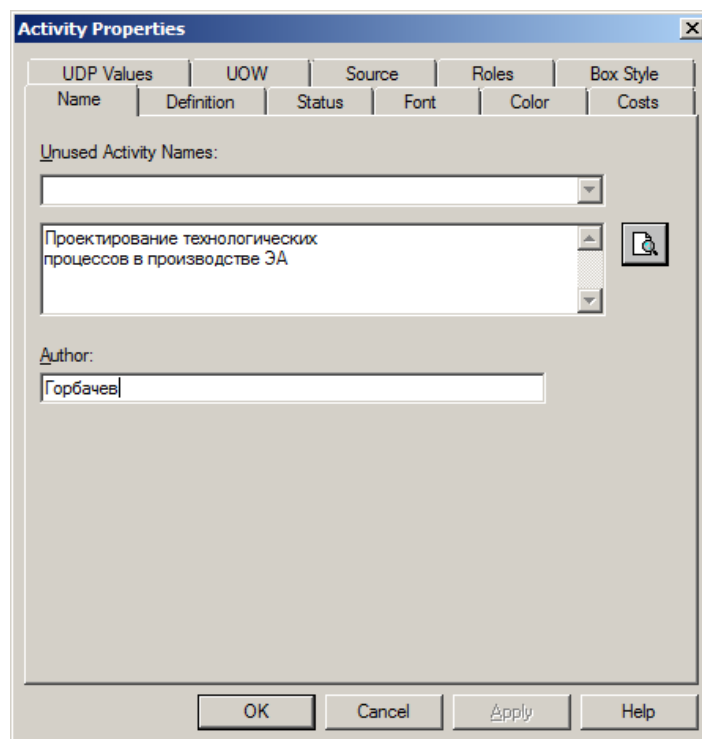 Activity Properties
UDP Values UOW Source Roles Box Style
Name Definition Status Font Color Costs
Unused Activity Names:
Проектирование технологических
процессов в производстве ЭА
Author:
Горбачев
OK Cancel Apply Help